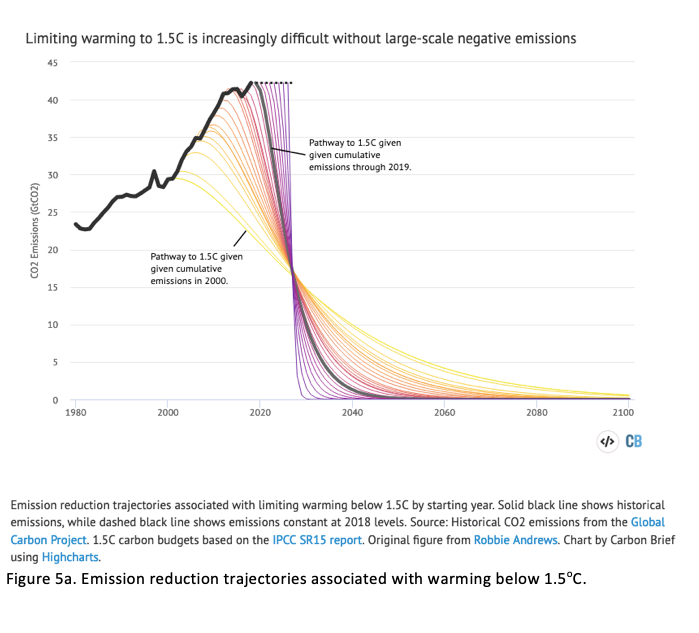 Limiting warming to 1.5C is increasingly difficult without large-scale negative emissions
45
40
35
30
25
20
15
10
5
0
CO2 Emissions (GtCO2)
Pathway to 1.5C given
given cumulative
emissions through 2019.
Pathway to 1.5C given
given cumulative
emissions in 2000.
1980
2000
2020
2040
2060
2080
2100
</> CB
Emission reduction trajectories associated with limiting warming below 1.5C by starting year. Solid black line shows historical
emissions, while dashed black line shows emissions constant at 2018 levels. Source: Historical CO2 emissions from the Global
Carbon Project. 1.5C carbon budgets based on the IPCC SR15 report. Original figure from Robbie Andrews. Chart by Carbon Brief
using Highcharts.
Figure 5a. Emission reduction trajectories associated with warming below 1.5°C.